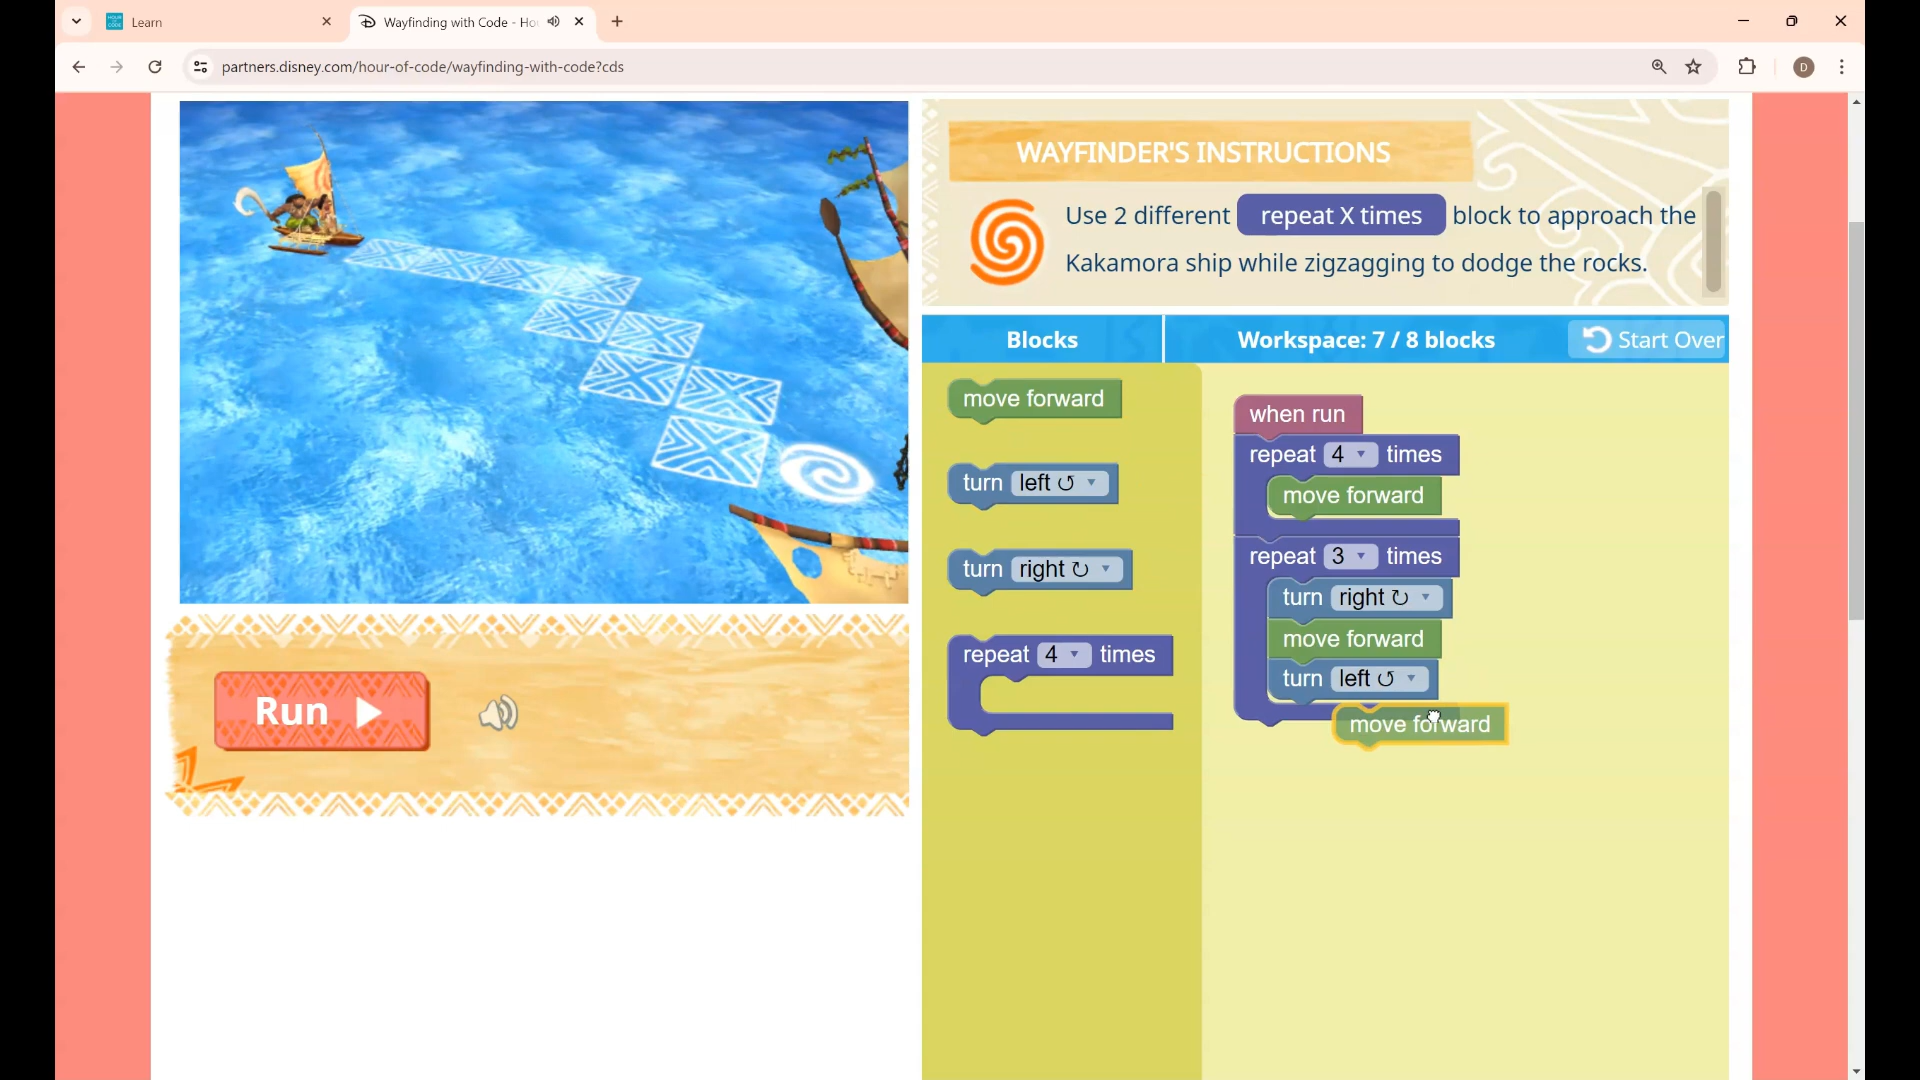 Learn
Wayfinding with Code - Ho
partners.disney.com/hour-of-code/wayfinding-with-code?cds
D
HOUR OF CODE
WAYFINDER'S INSTRUCTIONS
Use 2 different repeat X times block to approach the
Kakamora ship while zigzagging to dodge the rocks.
Blocks
Workspace: 7 / 8 blocks
Start Over
move forward
turn left ↺
turn right ↻
repeat 4 times
when run
repeat 4 times
move forward
repeat 3 times
turn right ↻
move forward
turn left ↺
move forward
Run